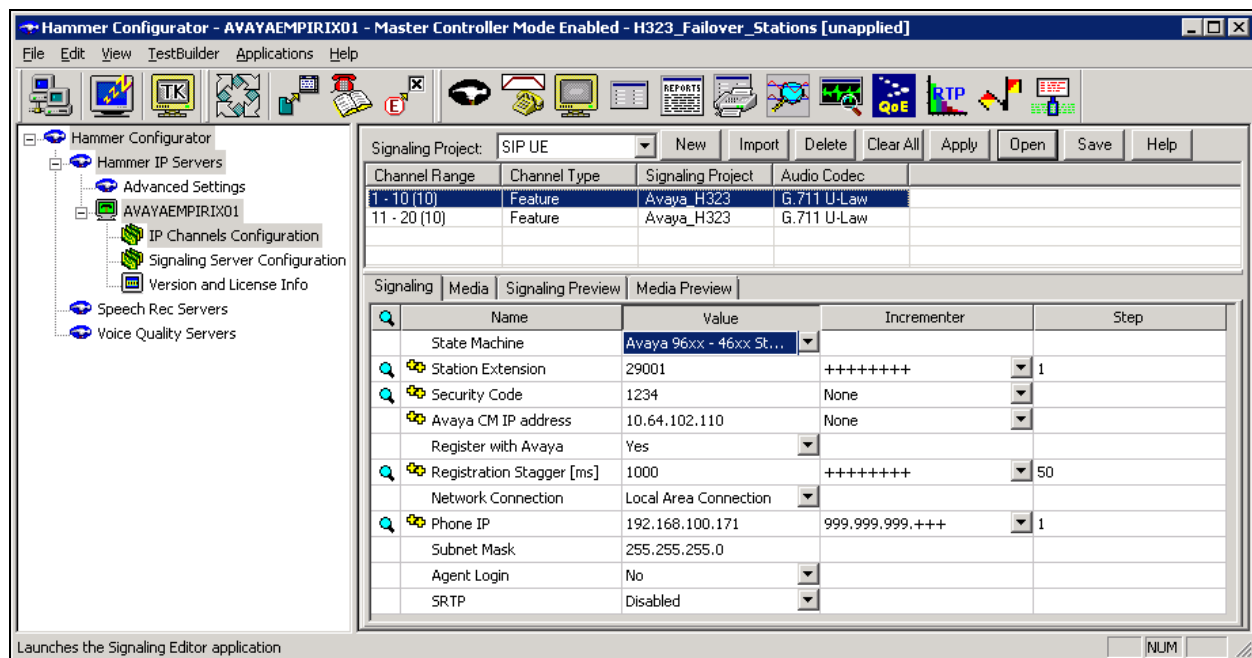 Hammer Configurator - AVAYAEMPIRIX01 - Master Controller Mode Enabled - H323_Failover_Stations [unapplied]
File Edit View TestBuilder Applications Help
TK
E
REPORTS
QoE
RTP
Hammer Configurator
Hammer IP Servers
Advanced Settings
AVAYAEMPIRIX01
IP Channels Configuration
Signaling Server Configuration
Version and License Info
Speech Rec Servers
Voice Quality Servers
Signaling Project: SIP UE New Import Delete Clear All Apply Open Save Help
Channel Range Channel Type Signaling Project Audio Codec
1 - 10 (10) Feature Avaya_H323 G.711 U-Law
11 - 20 (10) Feature Avaya_H323 G.711 U-Law
Signaling Media Signaling Preview Media Preview
Name Value Incrementer Step
State Machine Avaya 96xx - 46xx St...
Station Extension 29001 ++++++++ 1
Security Code 1234 None
Avaya CM IP address 10.64.102.110 None
Register with Avaya Yes
Registration Stagger [ms] 1000 ++++++++ 50
Network Connection Local Area Connection
Phone IP 192.168.100.171 999.999.999.+++ 1
Subnet Mask 255.255.255.0
Agent Login No
SRTP Disabled
Launches the Signaling Editor application NUM